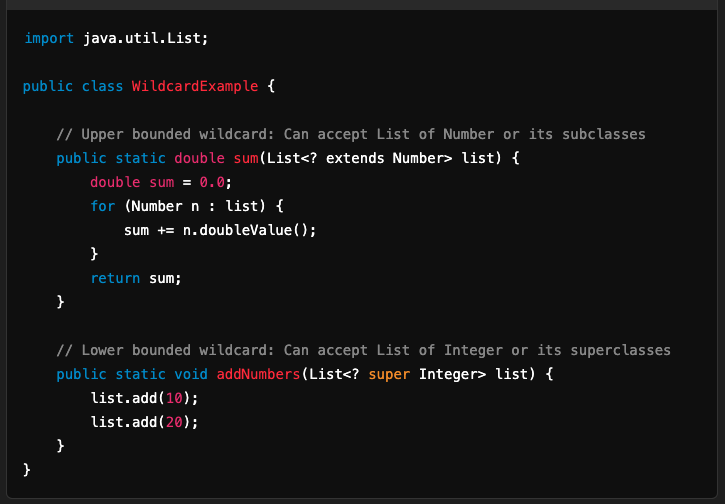 import java.util.List;
public class WildcardExample {
// Upper bounded wildcard: Can accept List of Number or its subclasses
public static double sum(List<? extends Number> list) {
double sum = 0.0;
for (Number n : list) {
sum += n.doubleValue();
}
return sum;
}
// Lower bounded wildcard: Can accept List of Integer or its superclasses
public static void addNumbers(List<? super Integer> list) {
list.add(10);
list.add(20);
}
}